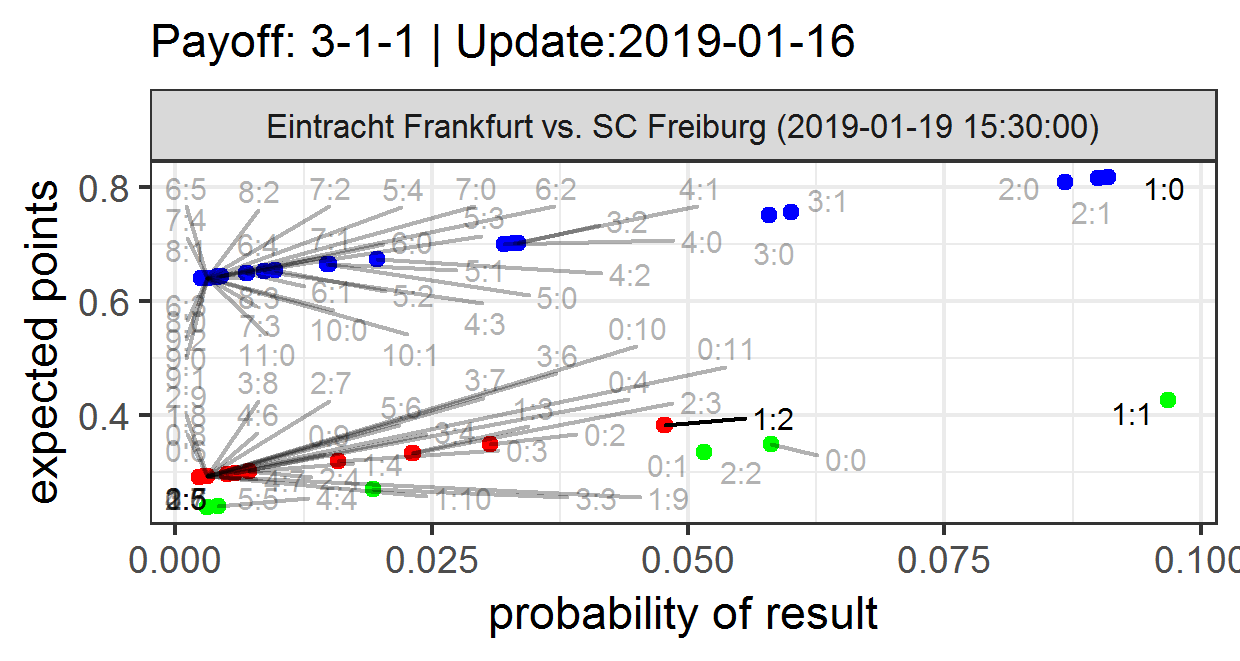 Payoff: 3-1-1 | Update:2019-01-16
Eintracht Frankfurt vs. SC Freiburg (2019-01-19 15:30:00)
expected points
0.8
0.6
0.4
6:5 8:2 7:2 5:4 7:0 6:2 4:1 2:0 3:1 1:0
7:4 5:3 3:2 2:1
8:1 6:4 7:1 6:0 4:0 3:0
5:1 4:2
6:3 8:3 6:1 5:2 5:0
7:3 10:0 4:3 0:10
9:2
9:0 11:0 10:1 3:6 0:11
9:1 3:8 2:7 3:7 0:4
2:9
1:8 4:6 5:6 1:3 2:3 1:2 1:1
0:9 3:4 0:2
0:8 1:4 0:3 0:1 2:2 0:0
4:7 2:4
5:5 4:4 1:10 3:3 1:9
0.000 0.025 0.050 0.075 0.100
probability of result